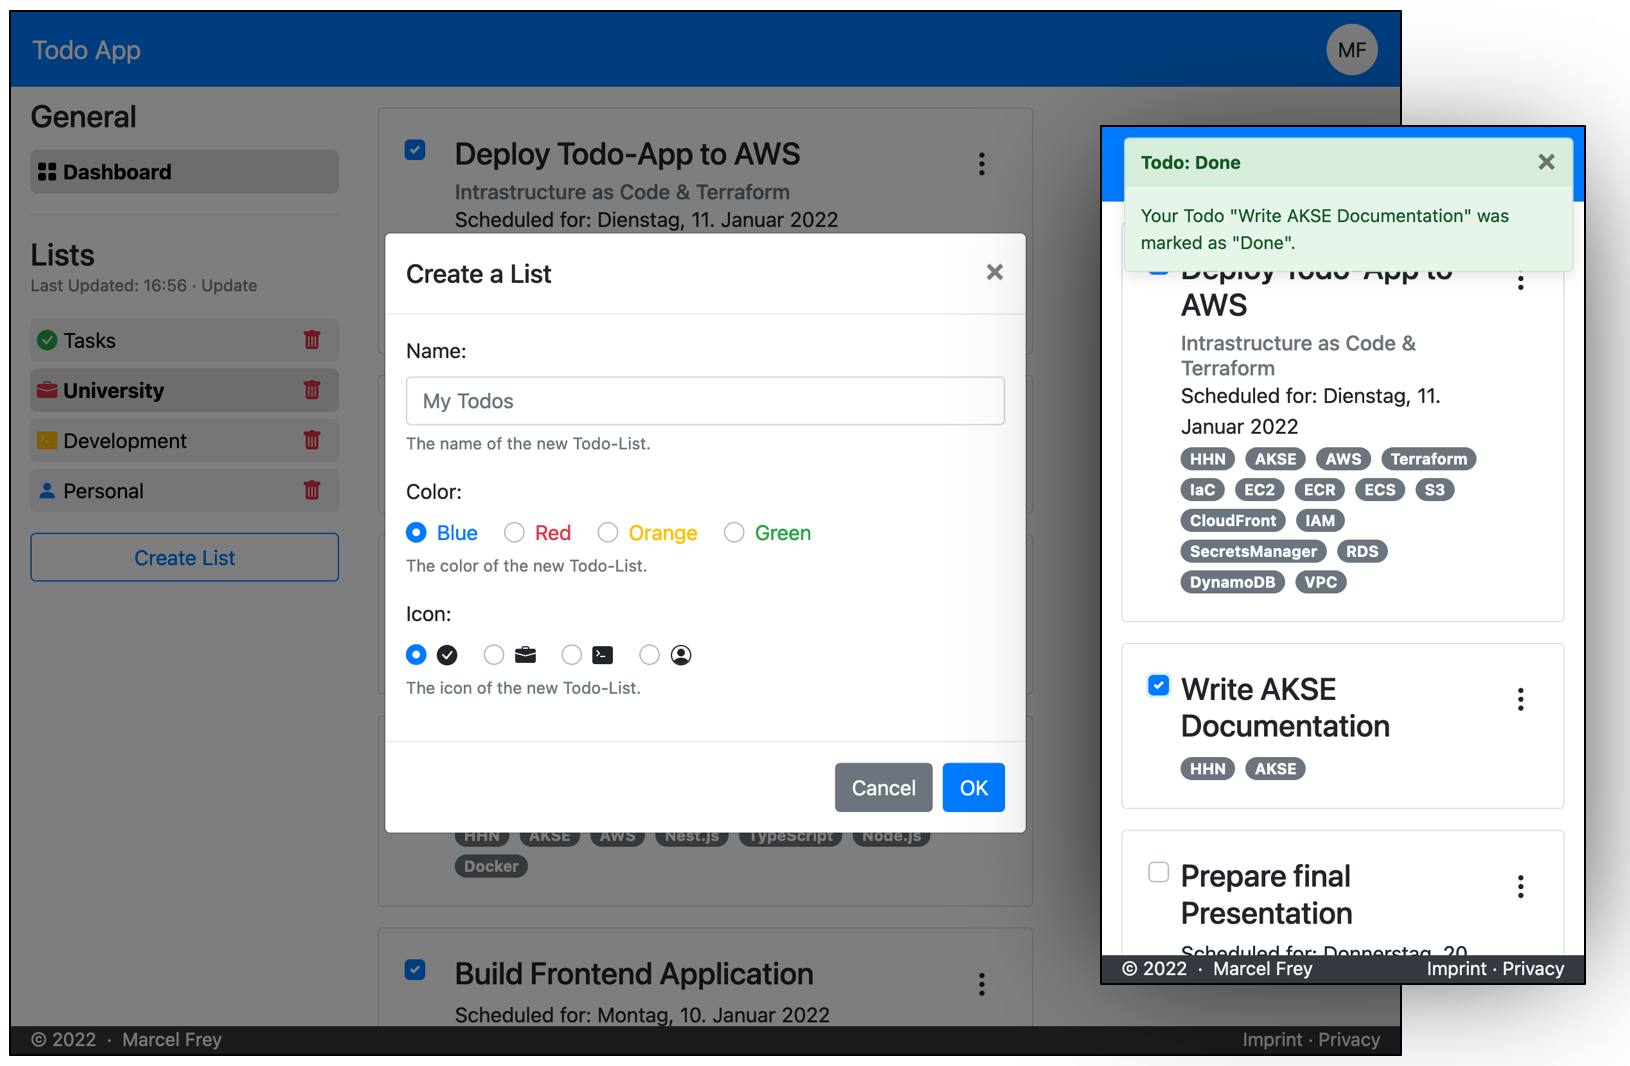 Todo App
MF
General
Dashboard
Lists
Last Updated: 16:56 · Update
Tasks
University
Development
Personal
Create List
Deploy Todo-App to AWS
Intrastructure as Code & Terraform
Scheduled for: Dienstag, 11. Januar 2022
Create a List
Name:
My Todos
The name of the new Todo-List.
Color:
Blue Red Orange Green
The color of the new Todo-List.
Icon:
The icon of the new Todo-List.
Cancel OK
HHN AKSE AWS Nest.js TypeScript Node.js
Docker
Build Frontend Application
Scheduled for: Montag, 10. Januar 2022
© 2022 · Marcel Frey
Imprint · Privacy
Todo: Done
Your Todo "Write AKSE Documentation" was
marked as "Done".
Deploy Todo-App to
AWS
Intrastructure as Code &
Terraform
Scheduled for: Dienstag, 11.
Januar 2022
HHN AKSE AWS Terraform
IaC EC2 ECR ECS S3
CloudFront IAM
SecretsManager RDS
DynamoDB VPC
Write AKSE
Documentation
HHN AKSE
Prepare final
Presentation
Scheduled for: Donnerstag, 20.
© 2022 · Marcel Frey
Imprint · Privacy